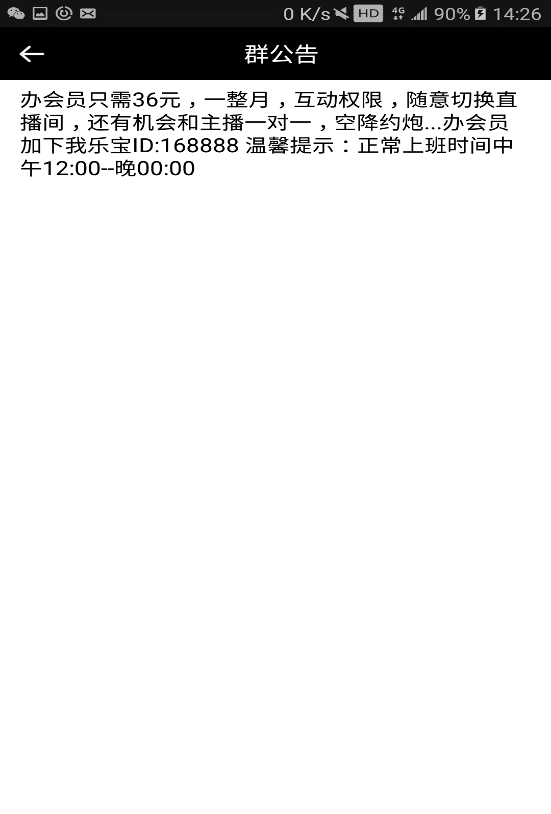 0 K/s HD 4G 90% 14:26
群公告
办会员只需36元，一整月，互动权限，随意切换直
播间，还有机会和主播一对一，空降约炮...办会员
加下我乐宝ID:168888 温馨提示：正常上班时间中
午12:00--晚00:00